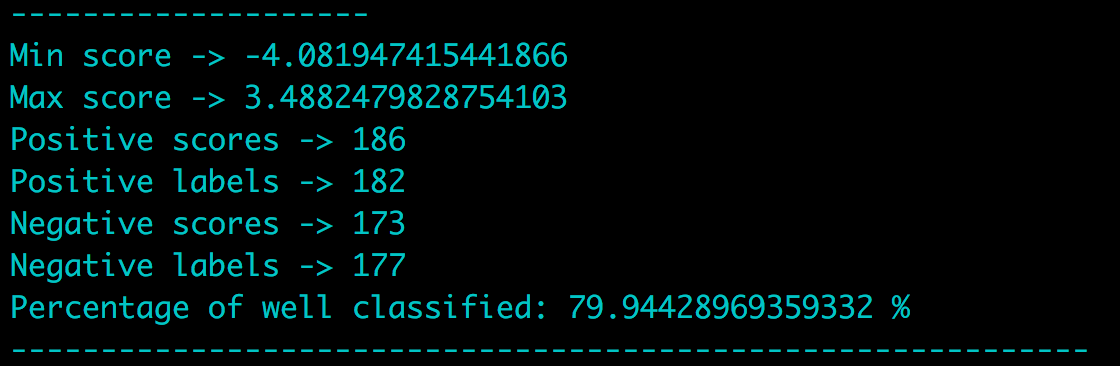 ---------------------
Min score -> -4.081947415441866
Max score -> 3.4882479828754103
Positive scores -> 186
Positive labels -> 182
Negative scores -> 173
Negative labels -> 177
Percentage of well classified: 79.94428969359332 %
------------------------------------------------------------